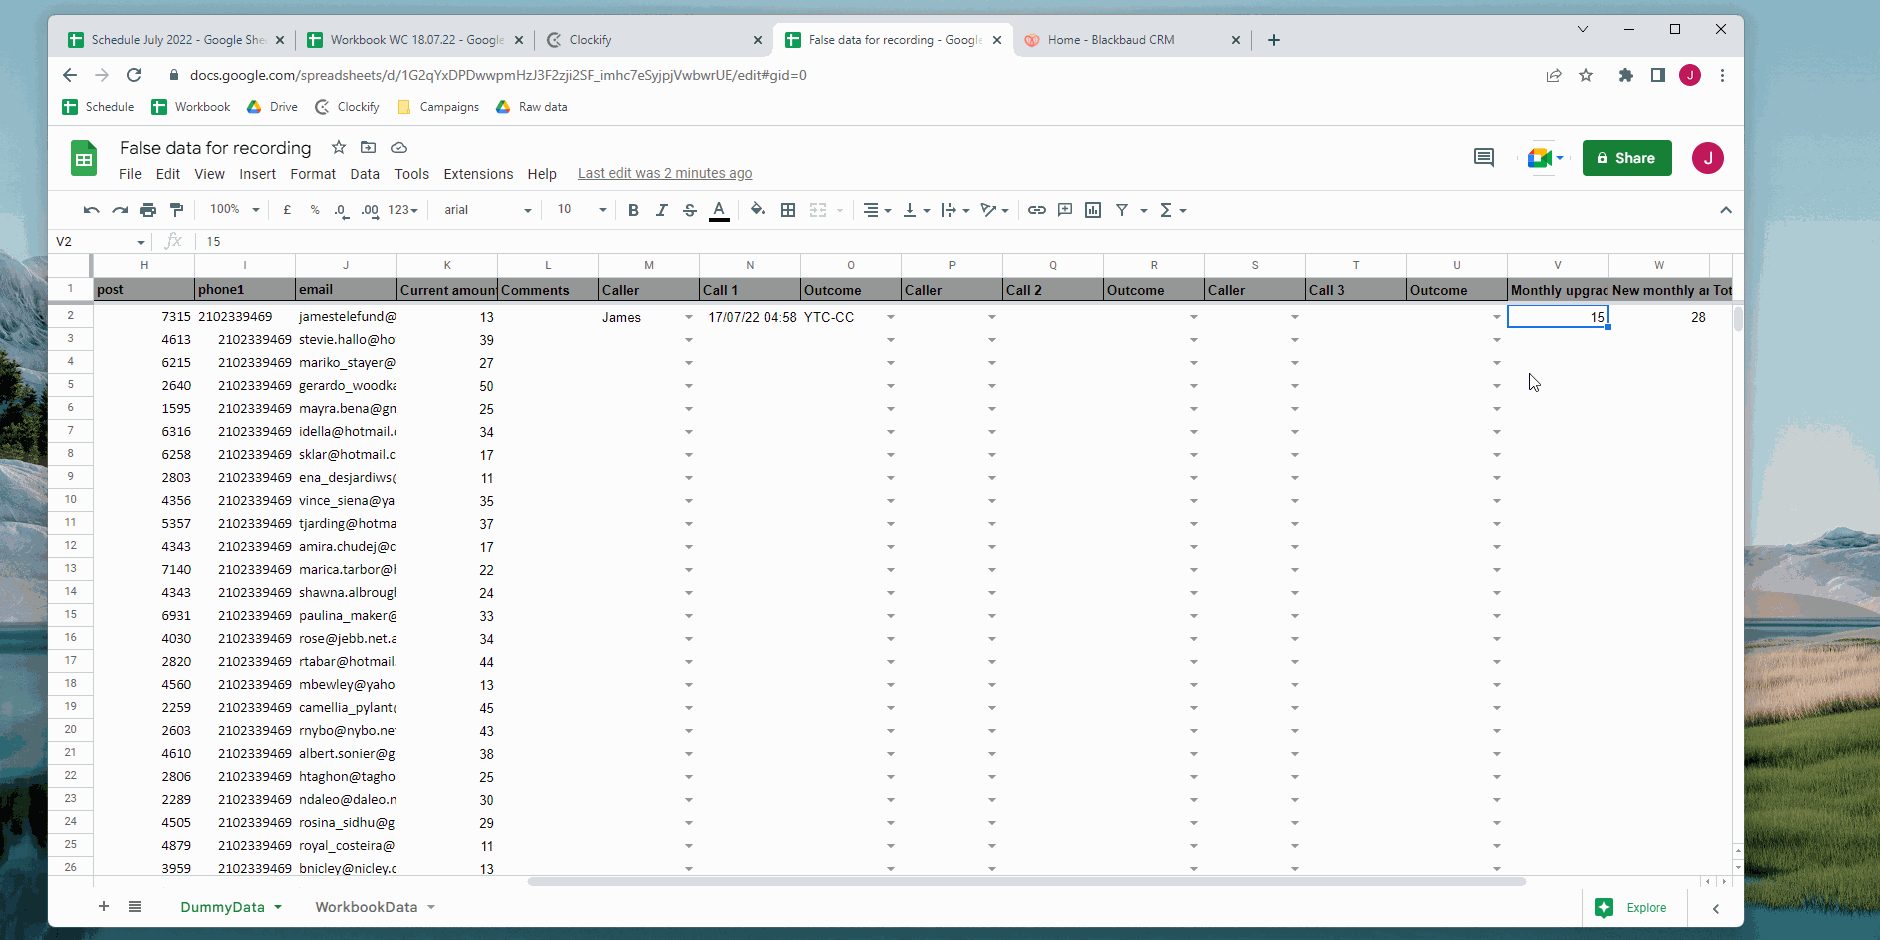 Schedule July 2022 - Google She
Workbook WC 18.07.22 - Google
Clockify
False data for recording - Googl
Home - Blackbaud CRM
docs.google.com/spreadsheets/d/1G2qYxDPDwwpmHzJ3F2zji2SF_imhc7eSyjpjVwbwrUE/edit#gid=0
J
Schedule Workbook Drive Clockify Campaigns Raw data
False data for recording
Share
J
File Edit View Insert Format Data Tools Extensions Help Last edit was 2 minutes ago
100% £ % .0 .00 123 arial 10 B I S A Σ
V2 fx 15
H I J K L M N O P Q R S T U V W
1 post phone1 email Current amount Comments Caller Call 1 Outcome Caller Call 2 Outcome Caller Call 3 Outcome Monthly upgrad New monthly ar Tot
2 7315 2102339469 jamestelefund@ 13 James 17/07/22 04:58 YTC-CC 15 28
3 4613 2102339469 stevie.hallo@ho 39
4 6215 2102339469 mariko_stayer@ 27
5 2640 2102339469 gerardo_woodka 50
6 1595 2102339469 mayra.bena@gm 25
7 6316 2102339469 idella@hotmail.c 34
8 6258 2102339469 sklar@hotmail.c 17
9 2803 2102339469 ena_desjardiws@ 11
10 4356 2102339469 vince_siena@ya 35
11 5357 2102339469 tjarding@hotma 37
12 4343 2102339469 amira.chudej@c 17
13 7140 2102339469 marica.tarbor@h 22
14 4343 2102339469 shawna.albrough 24
15 6931 2102339469 paulina_maker@ 33
16 4030 2102339469 rose@jebb.net.a 34
17 2820 2102339469 rtabar@hotmail. 44
18 4560 2102339469 mbewley@yaho 13
19 2259 2102339469 camellia_pylant@ 45
20 2603 2102339469 rnybo@nybo.net 43
21 4610 2102339469 albert.sonier@g 38
22 2806 2102339469 htaghon@tagho 25
23 2289 2102339469 ndaleo@daleo.n 30
24 4505 2102339469 rosina_sidhu@g 29
25 4879 2102339469 royal_costeira@ 11
26 3959 2102339469 bnicley@nicley.c 13
DummyData WorkbookData Explore